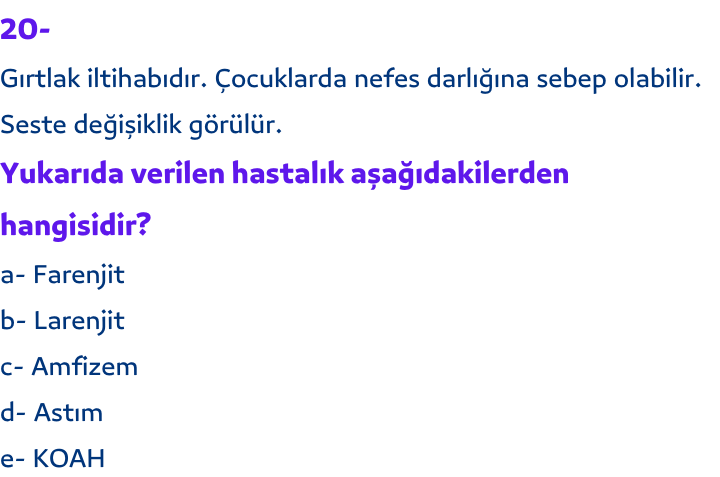 20-
Gırtlak iltihabıdır. Çocuklarda nefes darlığına sebep olabilir.
Seste değişiklik görülür.
Yukarıda verilen hastalık aşağıdakilerden
hangisidir?
a- Farenjit
b- Larenjit
c- Amfizem
d- Astım
e- KOAH